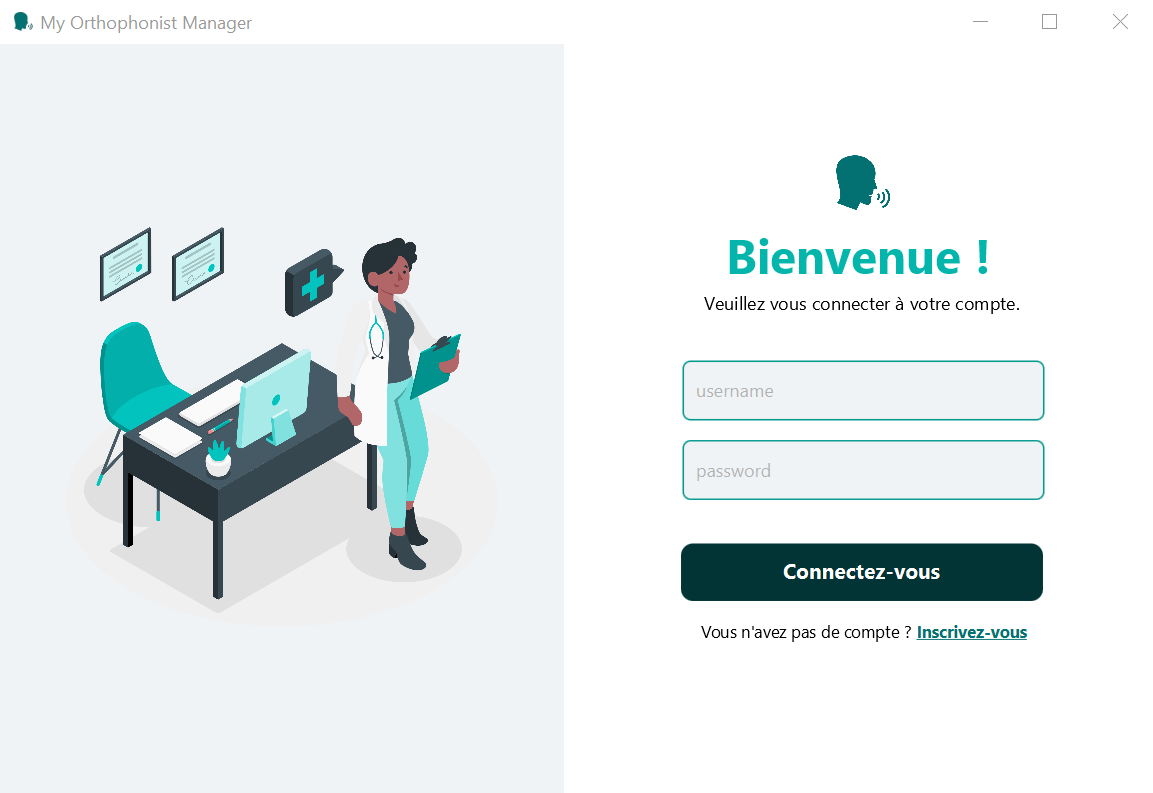 My Orthophonist Manager
Bienvenue !
Veuillez vous connecter à votre compte.
username
password
Connectez-vous
Vous n'avez pas de compte ? Inscrivez-vous